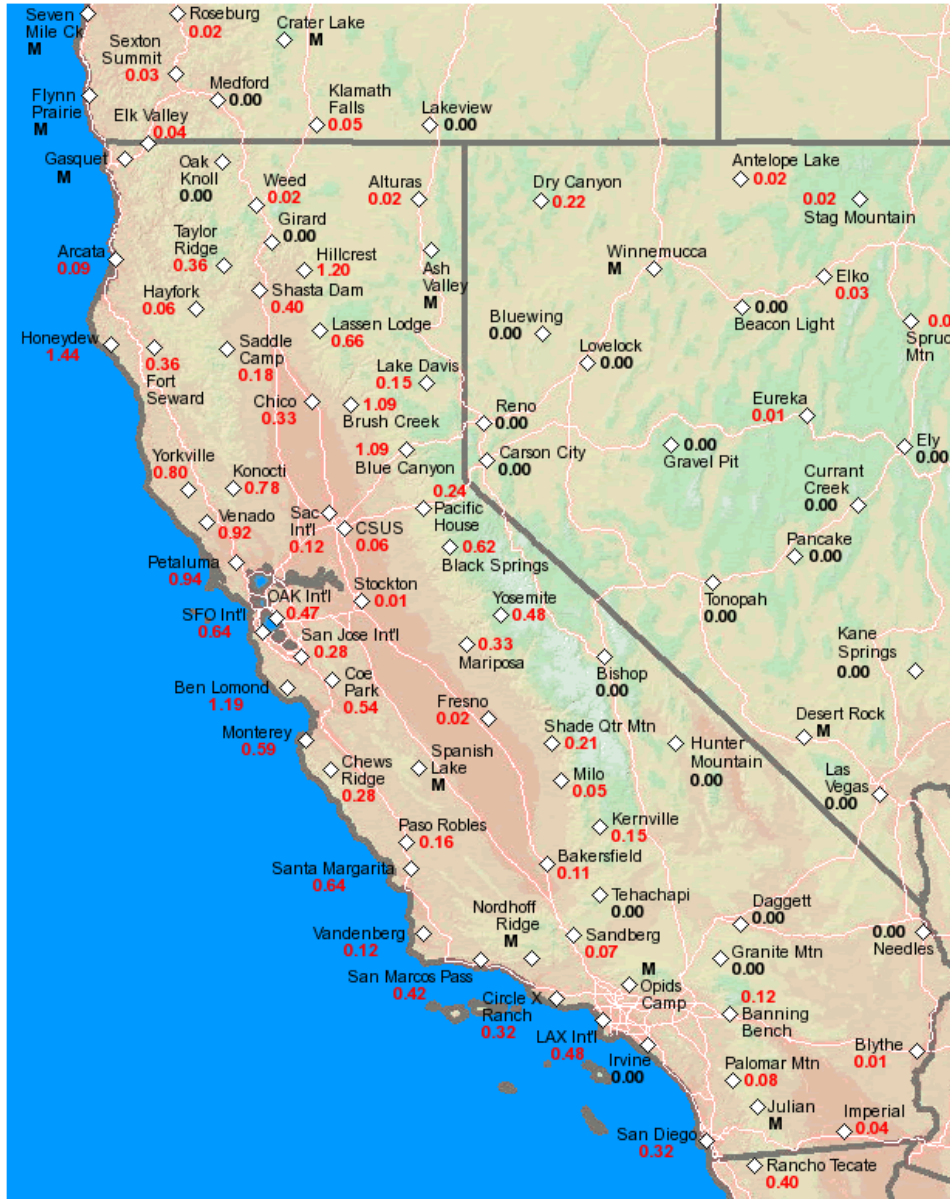 Seven
Mile Ck
M
Roseburg
0.02
Crater Lake
M
Sexton
Summit
0.03
Medford
0.00
Flynn
Prairie
M
Elk Valley
0.04
Klamath
Falls
0.05
Lakeview
0.00
Gasquet
M
Oak
Knoll
0.00
Weed
0.02
Alturas
0.02
Dry Canyon
0.22
Antelope Lake
0.02
0.02
Stag Mountain
Girard
0.00
Taylor
Ridge
0.36
Arcata
0.09
Hillcrest
1.20
Ash
Valley
M
Winnemucca
M
Elko
0.03
Hayfork
0.06
Shasta Dam
0.40
0.00
Beacon Light
Bluewing
0.00
Lassen Lodge
0.66
Spruc
Mtn
Honeydew
1.44
0.36
Fort
Seward
Saddle
Camp
0.18
Lovelock
0.00
Lake Davis
0.15
Chico
0.33
1.09
Brush Creek
Reno
0.00
Eureka
0.01
1.09
Blue Canyon
Carson City
0.00
0.00
Gravel Pit
Ely
0.00
Yorkville
0.80
Konocti
0.78
0.24
Pacific
House
Currant
Creek
0.00
Venado
0.92
Sac
Int'l
0.12
CSUS
0.06
0.62
Black Springs
Pancake
0.00
Petaluma
0.94
Stockton
0.01
Tonopah
0.00
OAK Int'l
0.47
SFO Int'l
0.64
Yosemite
0.48
San Jose Int'l
0.28
0.33
Mariposa
Bishop
0.00
Kane
Springs
0.00
Ben Lomond
1.19
Coe
Park
0.54
Fresno
0.02
Monterey
0.59
Shade Qtr Mtn
0.21
Hunter
Mountain
0.00
Desert Rock
M
Chews
Ridge
0.28
Spanish
Lake
M
Milo
0.05
Las
Vegas
0.00
Paso Robles
0.16
Kernville
0.15
Santa Margarita
0.64
Bakersfield
0.11
Tehachapi
0.00
Daggett
0.00
Vandenberg
0.12
Nordhoff
Ridge
M
Sandberg
0.07
0.00
Needles
Granite Mtn
0.00
San Marcos Pass
0.42
M
Opids
Camp
Circle X
Ranch
0.32
0.12
Banning
Bench
LAX Int'l
0.48
Irvine
0.00
Blythe
0.01
Palomar Mtn
0.08
Julian
M
Imperial
0.04
San Diego
0.32
Rancho Tecate
0.40